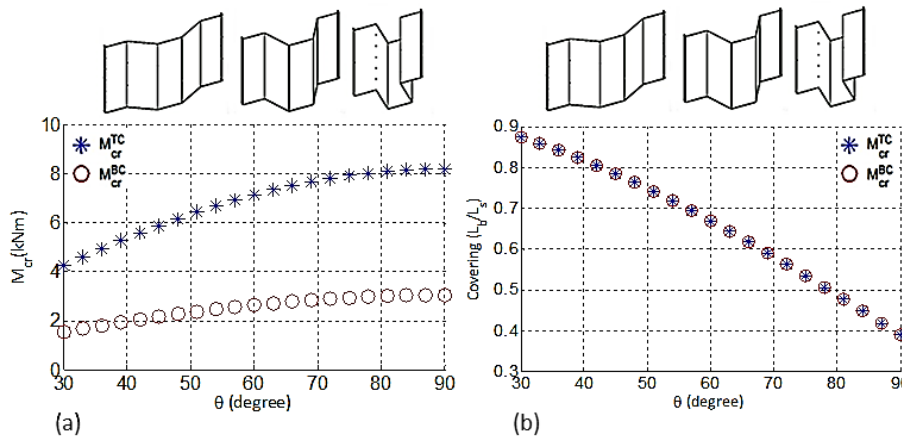 10
8
6
4
2
0
M_cr(kNm)
M_cr^TC
M_cr^BC
30 40 50 60 70 80 90
θ (degree)
(a)
0.9
0.8
0.7
0.6
0.5
0.4
0.3
Covering (L_b/L_s)
M_cr^TC
M_cr^BC
30 40 50 60 70 80 90
θ (degree)
(b)